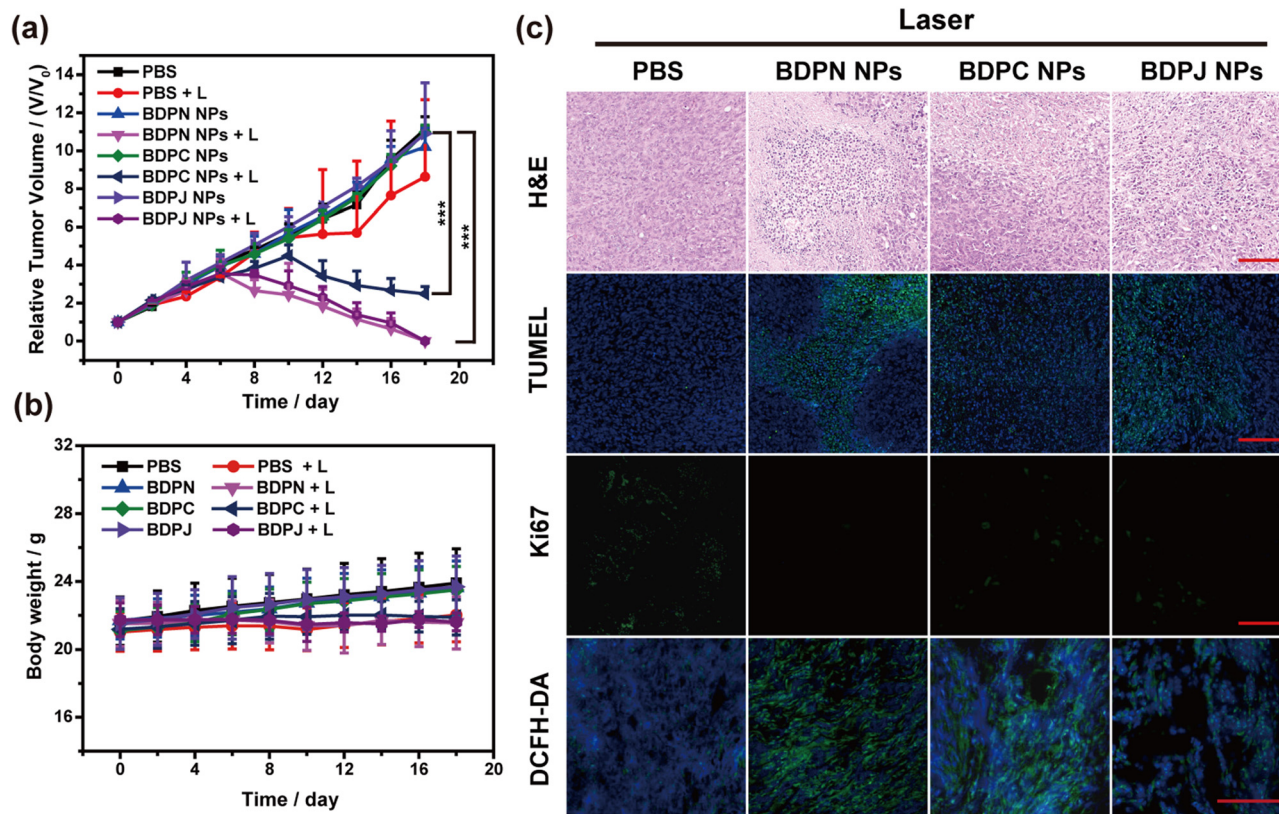 (a)
Relative Tumor Volume / (V/V₀)
14
12
10
8
6
4
2
0
PBS
PBS + L
BDPN NPs
BDPN NPs + L
BDPC NPs
BDPC NPs + L
BDPJ NPs
BDPJ NPs + L
***
***
0 4 8 12 16 20
Time / day
(b)
Body weight / g
32
28
24
20
16
PBS PBS + L
BDPN BDPN + L
BDPC BDPC + L
BDPJ BDPJ + L
0 4 8 12 16 20
Time / day
(c)
Laser
PBS BDPN NPs BDPC NPs BDPJ NPs
H&E
TUMEL
Ki67
DCFH-DA